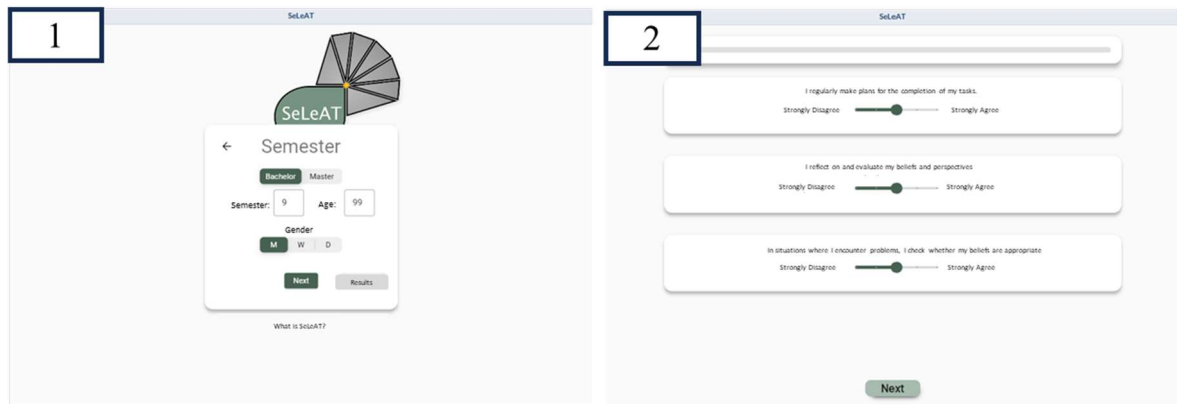 1
SeLeAT
SeLeAT
← Semester
Bachelor Master
Semester: 9 Age: 99
Gender
M W D
Next Results
What is SeLeAT?
2
SeLeAT
I regularly make plans for the completion of my tasks.
Strongly Disagree Strongly Agree
I reflect on and evaluate my beliefs and perspectives
Strongly Disagree Strongly Agree
In situations where I encounter problems, I check whether my beliefs are appropriate
Strongly Disagree Strongly Agree
Next